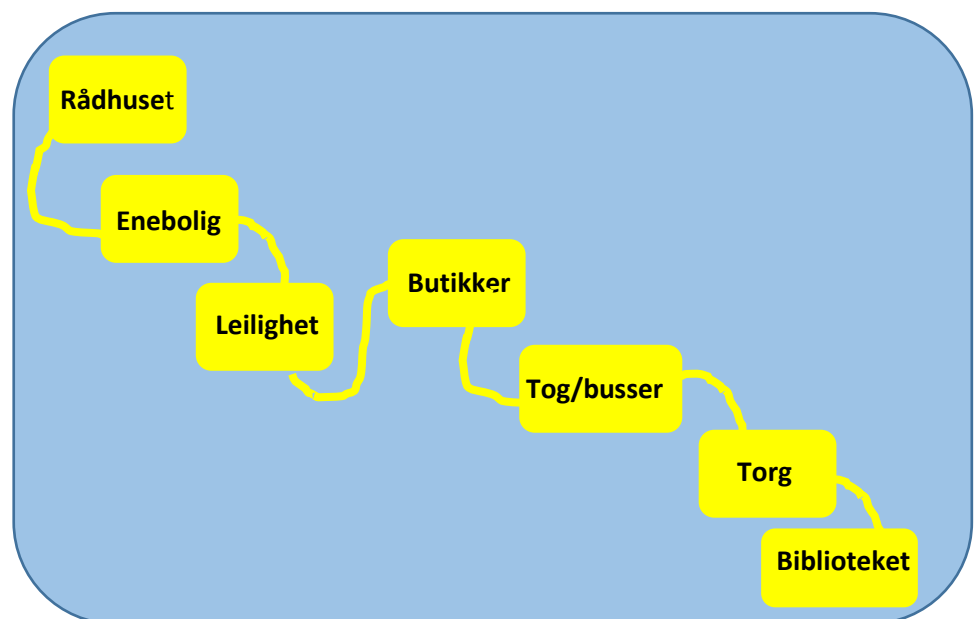 Rådhuset
Enebolig
Butikker
Leilighet
Tog/busser
Torg
Biblioteket